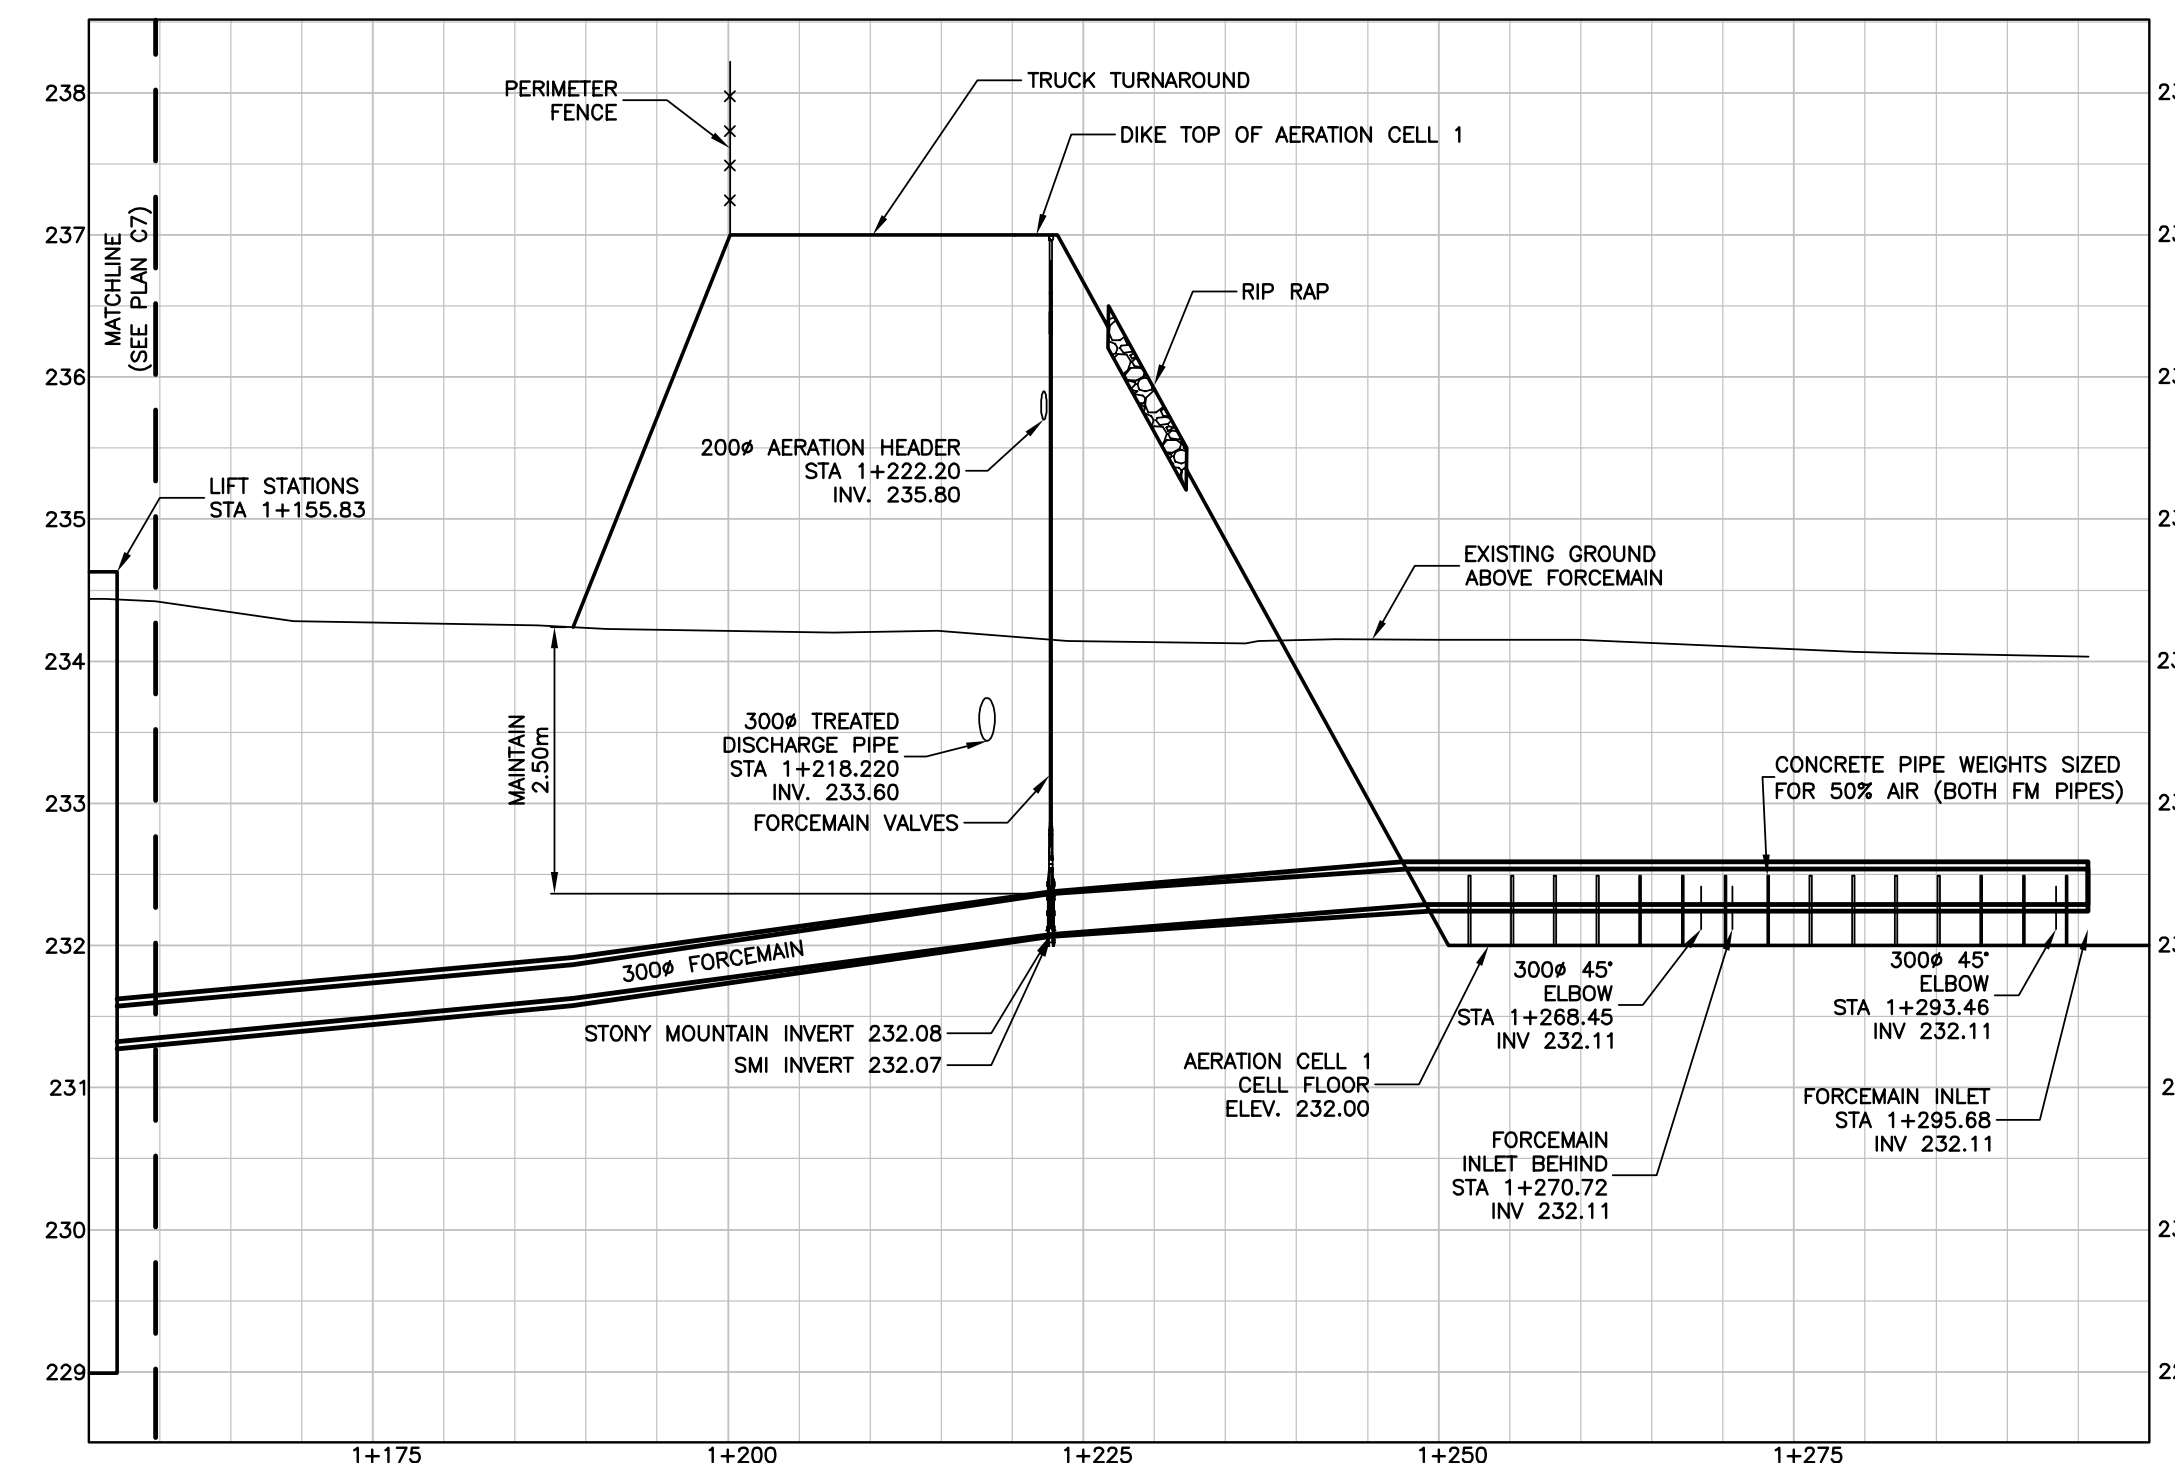 238
237
236
235
234
233
232
231
230
229
MATCHLINE
(SEE PLAN C7)
PERIMETER
FENCE
TRUCK TURNAROUND
DIKE TOP OF AERATION CELL 1
RIP RAP
200ø AERATION HEADER
STA 1+222.20
INV. 235.80
LIFT STATIONS
STA 1+155.83
EXISTING GROUND
ABOVE FORCEMAIN
MAINTAIN
2.50m
300ø TREATED
DISCHARGE PIPE
STA 1+218.220
INV. 233.60
FORCEMAIN VALVES
CONCRETE PIPE WEIGHTS SIZED
FOR 50% AIR (BOTH FM PIPES)
300ø FORCEMAIN
STONY MOUNTAIN INVERT 232.08
SMI INVERT 232.07
AERATION CELL 1
CELL FLOOR
ELEV. 232.00
300ø 45°
ELBOW
STA 1+268.45
INV 232.11
FORCEMAIN
INLET BEHIND
STA 1+270.72
INV 232.11
300ø 45°
ELBOW
STA 1+293.46
INV 232.11
FORCEMAIN INLET
STA 1+295.68
INV 232.11
1+175
1+200
1+225
1+250
1+275